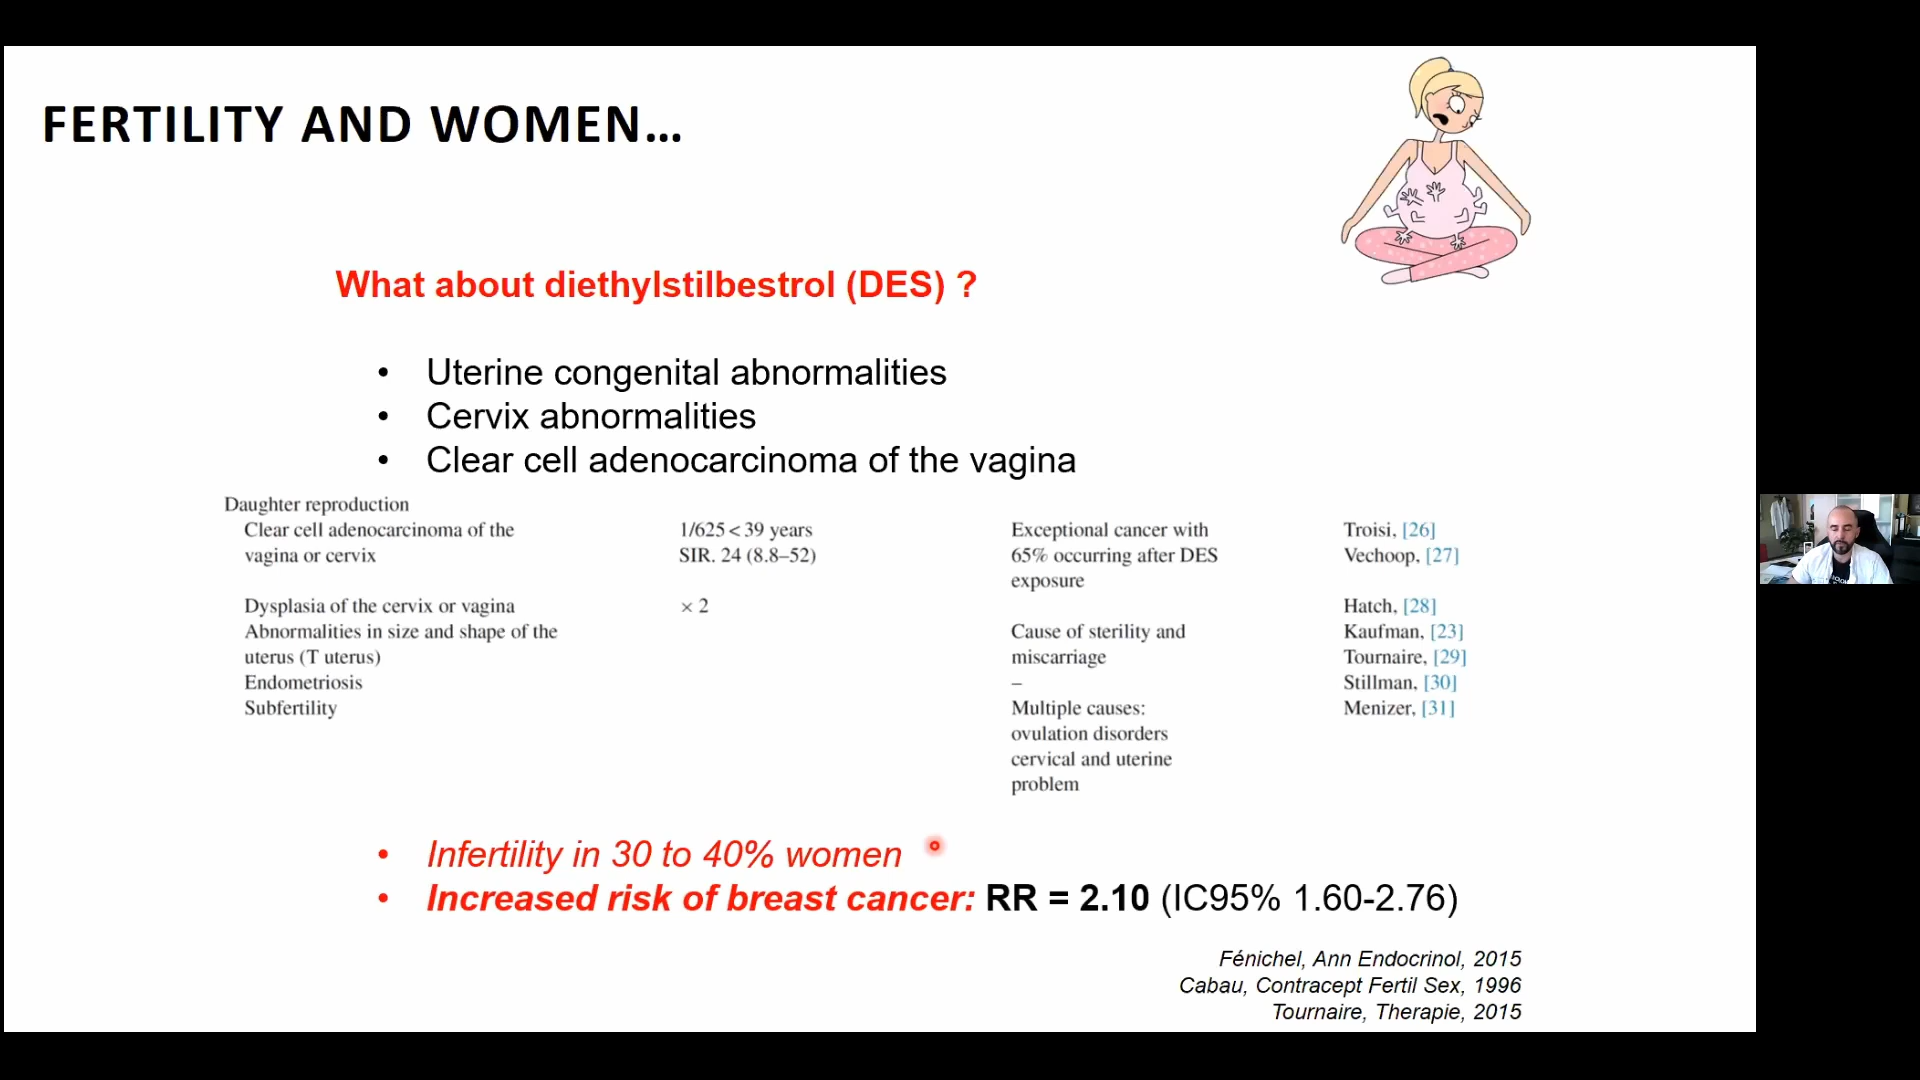 FERTILITY AND WOMEN…
What about diethylstilbestrol (DES) ?
• Uterine congenital abnormalities
• Cervix abnormalities
• Clear cell adenocarcinoma of the vagina
Daughter reproduction
Clear cell adenocarcinoma of the 1/625 < 39 years Exceptional cancer with Troisi, [26]
vagina or cervix SIR. 24 (8.8–52) 65% occurring after DES Vechoop, [27]
exposure
Dysplasia of the cervix or vagina × 2 Hatch, [28]
Abnormalities in size and shape of the Cause of sterility and Kaufman, [23]
uterus (T uterus) miscarriage Tournaire, [29]
Endometriosis – Stillman, [30]
Subfertility Multiple causes: Menizer, [31]
ovulation disorders
cervical and uterine
problem
• Infertility in 30 to 40% women
• Increased risk of breast cancer: RR = 2.10 (IC95% 1.60-2.76)
Fénichel, Ann Endocrinol, 2015
Cabau, Contracept Fertil Sex, 1996
Tournaire, Therapie, 2015